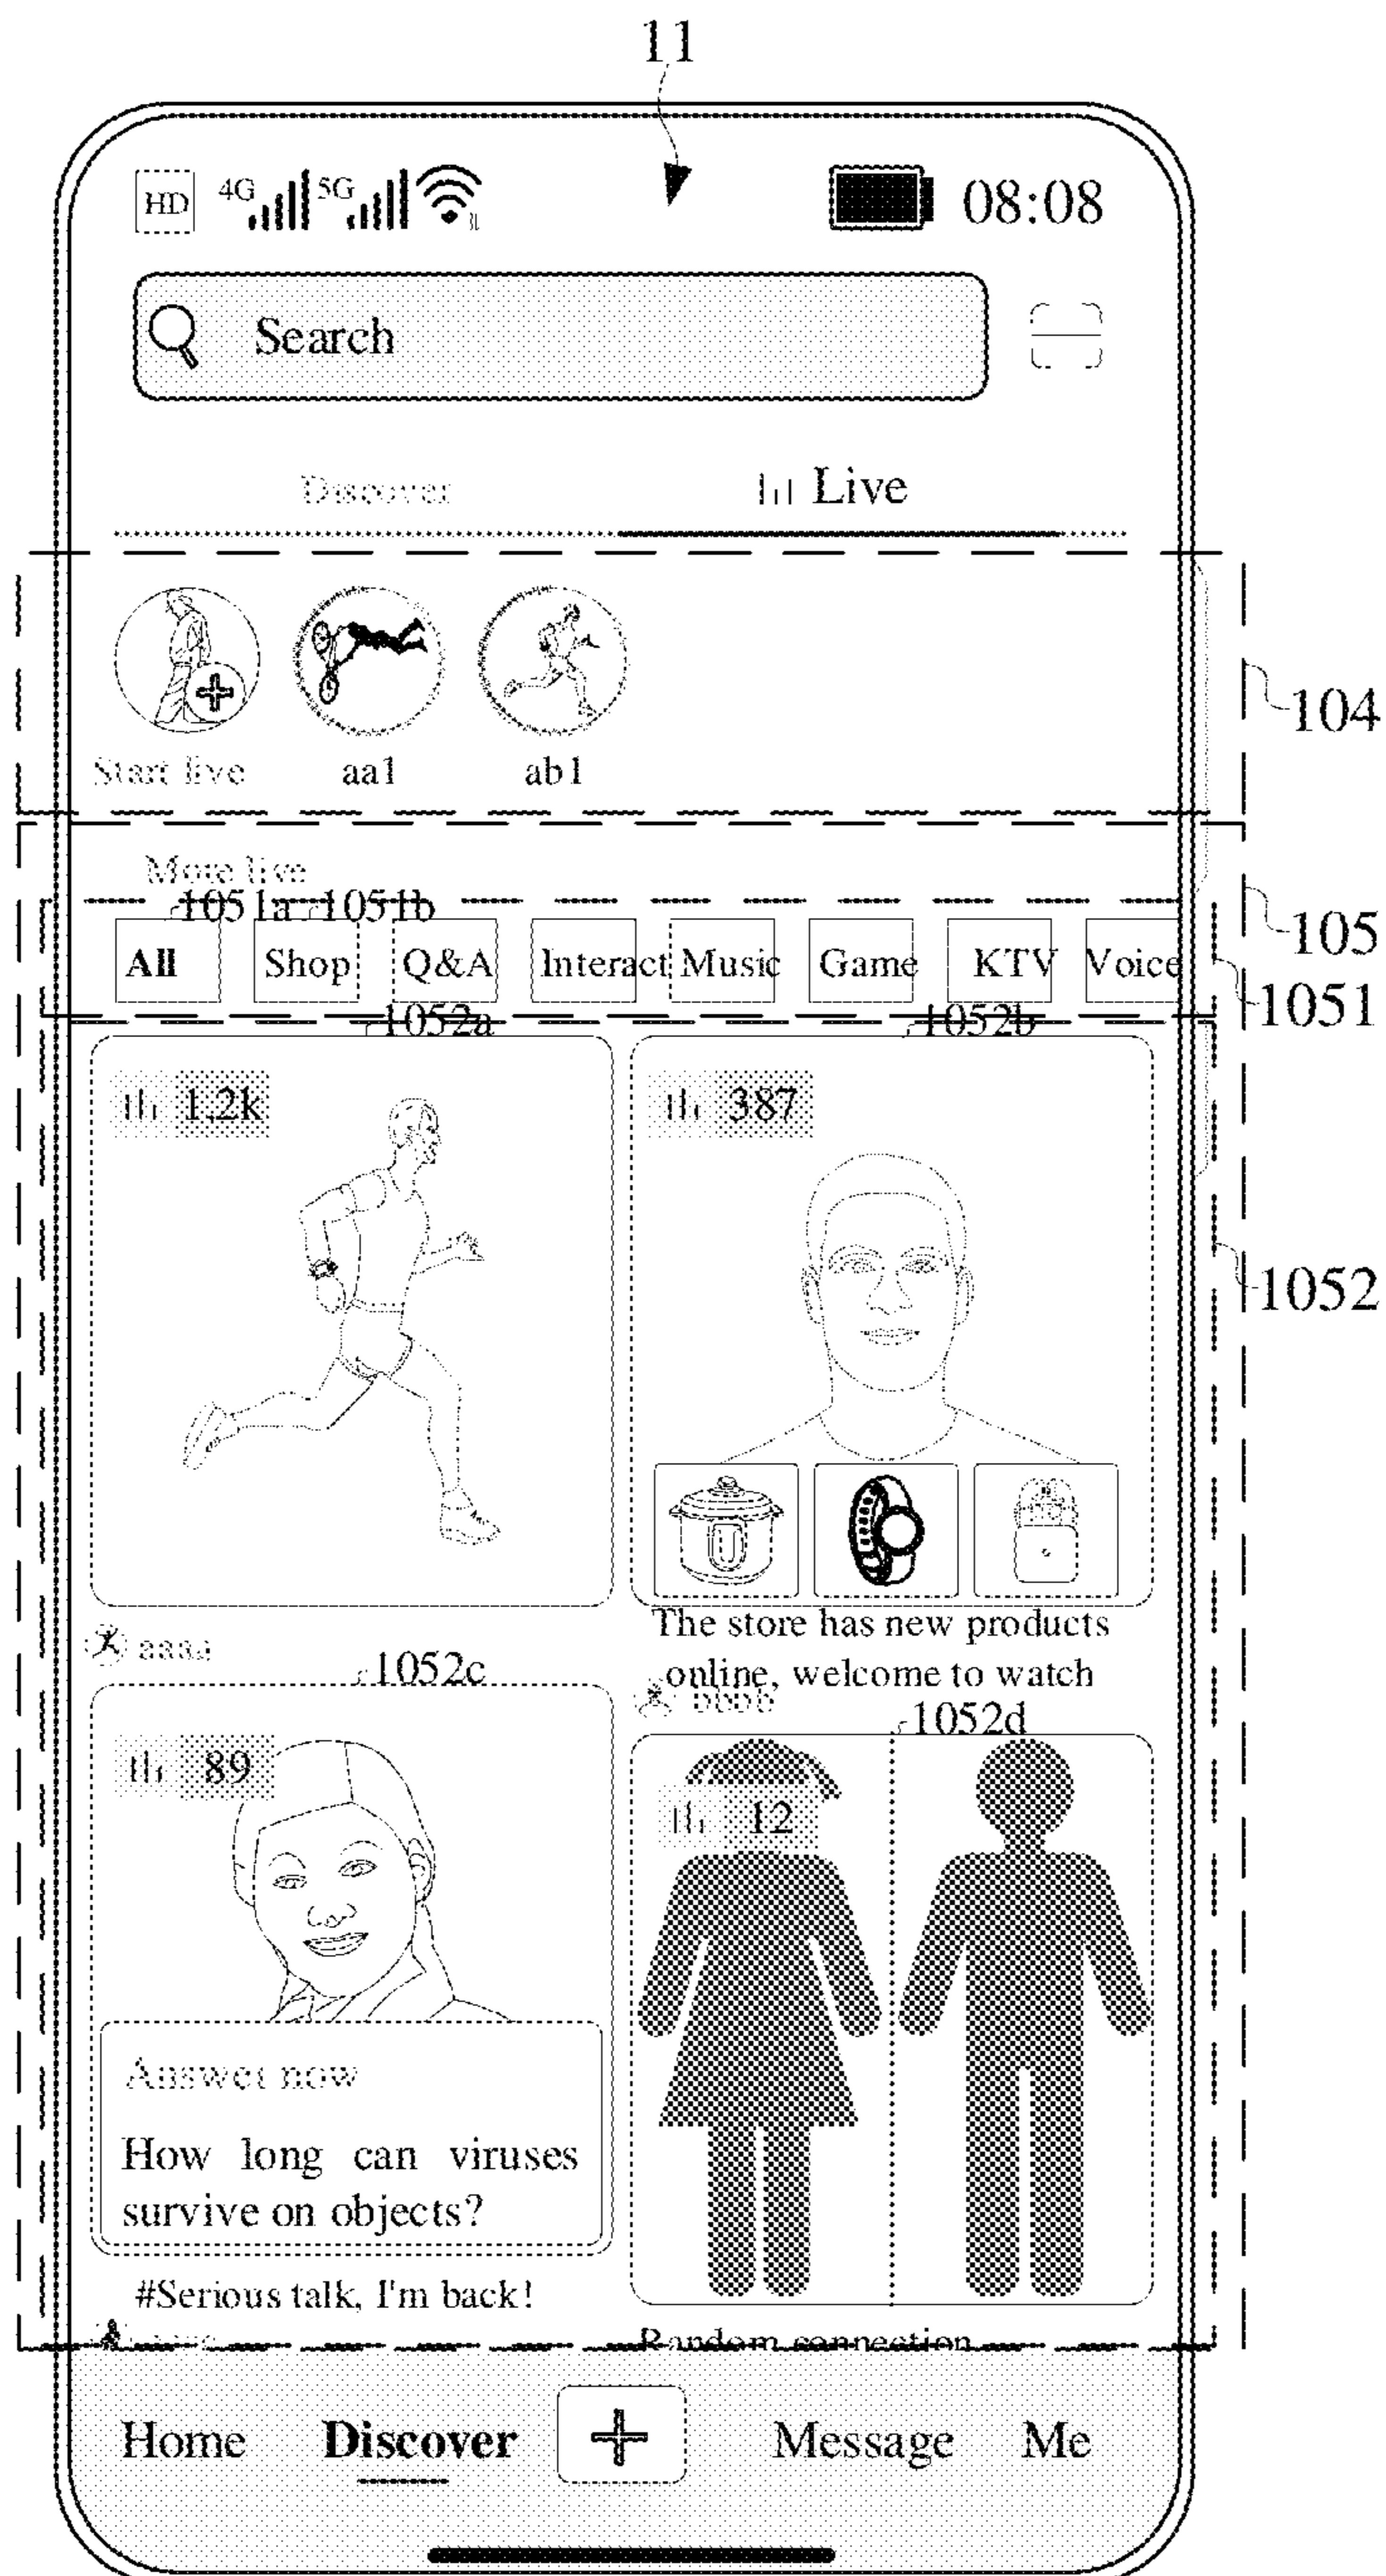 11
HD 4G 5G 08:08
Search
Discover Live
Start live aa1 ab1
104
More live
105
1051a 1051b
All Shop Q&A Interact Music Game KTV Voice
1051
1052a 1052b
1.2k 387
1052
The store has new products
online, welcome to watch
aaaa
bbbb
1052c
1052d
89 12
Answer now
How long can viruses
survive on objects?
#Serious talk, I'm back!
Random connection
Home Discover Message Me